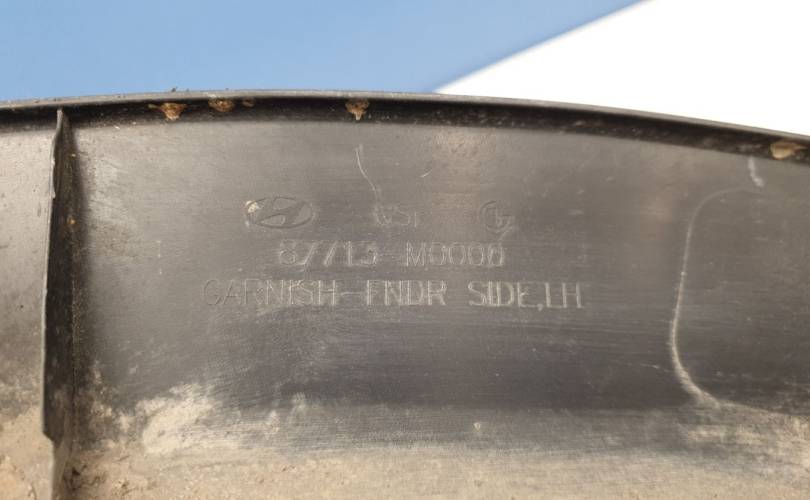 87713 M0000
GARNISH-FNDR SIDE,LH